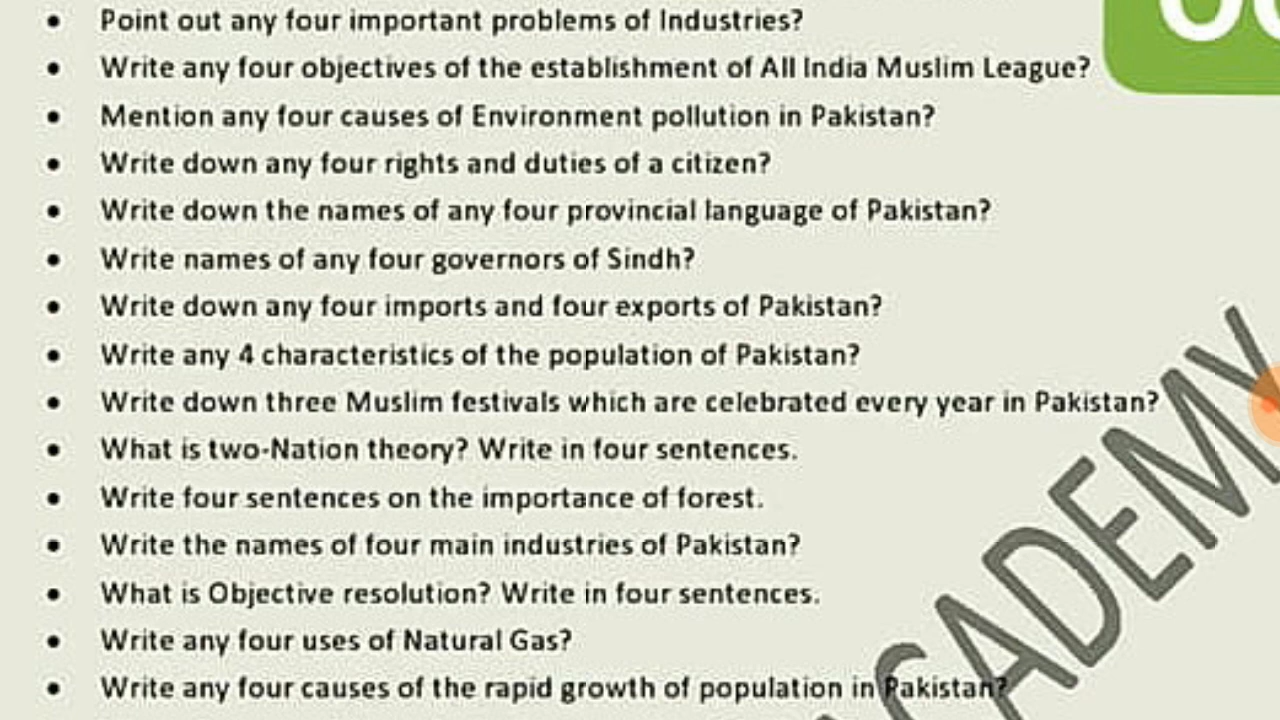 • Point out any four important problems of Industries?
• Write any four objectives of the establishment of All India Muslim League?
• Mention any four causes of Environment pollution in Pakistan?
• Write down any four rights and duties of a citizen?
• Write down the names of any four provincial language of Pakistan?
• Write names of any four governors of Sindh?
• Write down any four imports and four exports of Pakistan?
• Write any 4 characteristics of the population of Pakistan?
• Write down three Muslim festivals which are celebrated every year in Pakistan?
• What is two-Nation theory? Write in four sentences.
• Write four sentences on the importance of forest.
• Write the names of four main industries of Pakistan?
• What is Objective resolution? Write in four sentences.
• Write any four uses of Natural Gas?
• Write any four causes of the rapid growth of population in Pakistan?
ACADEMY